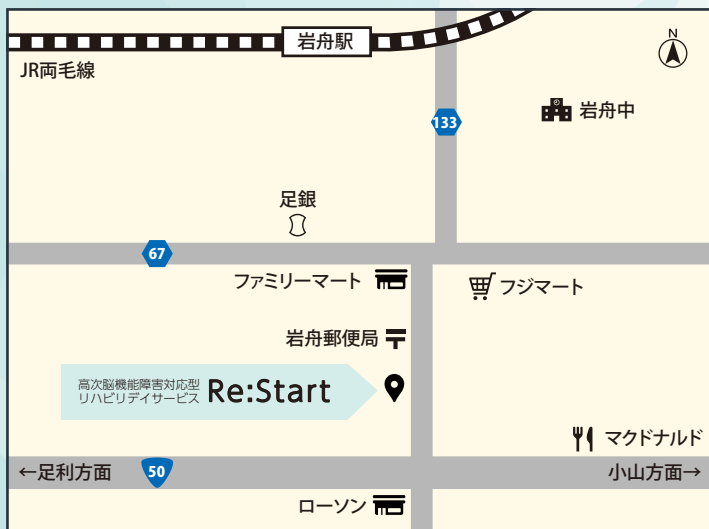 岩舟駅
N
JR両毛線
岩舟中
133
足銀
67
ファミリーマート
フジマート
岩舟郵便局
高次脳機能障害対応型
リハビリデイサービス
Re:Start
マクドナルド
←足利方面
50
小山方面→
ローソン